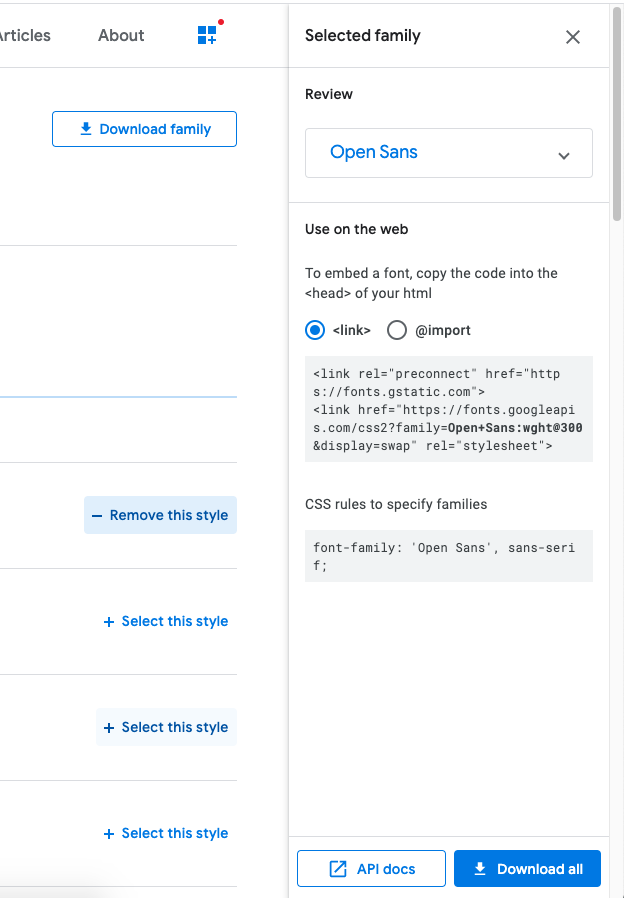 Articles About
Download family
Remove this style
Select this style
Select this style
Select this style
Selected family
Review
Open Sans
Use on the web
To embed a font, copy the code into the
<head> of your html
<link> @import
<link rel="preconnect" href="http
s://fonts.gstatic.com">
<link href="https://fonts.googleapi
s.com/css2?family=Open+Sans:wght@300
&display=swap" rel="stylesheet">
CSS rules to specify families
font-family: 'Open Sans', sans-seri
f;
API docs Download all